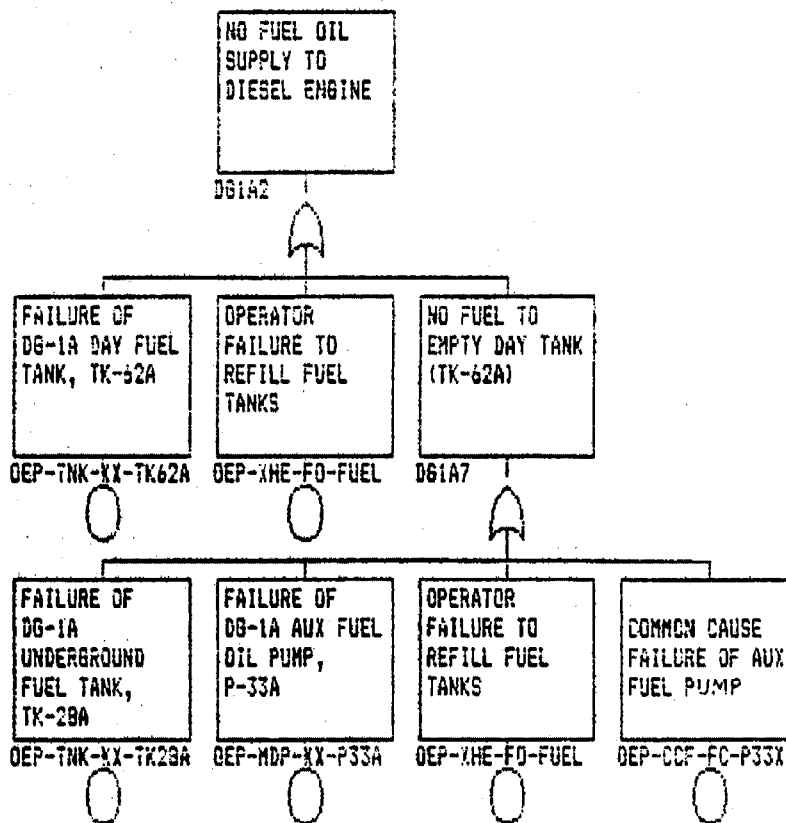 NO FUEL OIL
SUPPLY TO
DIESEL ENGINE
DG1A2
FAILURE OF
DG-1A DAY FUEL
TANK, TK-62A
OEP-TNK-XX-TK62A
OPERATOR
FAILURE TO
REFILL FUEL
TANKS
OEP-XHE-FO-FUEL
NO FUEL TO
EMPTY DAY TANK
(TK-62A)
DG1A7
FAILURE OF
DG-1A
UNDERGROUND
FUEL TANK,
TK-28A
OEP-TNK-XX-TK28A
FAILURE OF
DG-1A AUX FUEL
OIL PUMP,
P-33A
OEP-MDP-XX-P33A
OPERATOR
FAILURE TO
REFILL FUEL
TANKS
OEP-XHE-FO-FUEL
COMMON CAUSE
FAILURE OF AUX
FUEL PUMP
OEP-CCF-FC-P33X